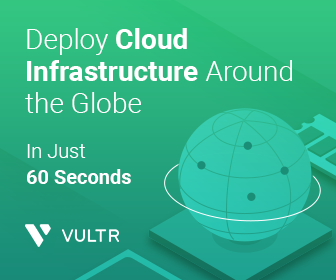 Deploy Cloud
Infrastructure Around
the Globe
In Just
60 Seconds
VULTR